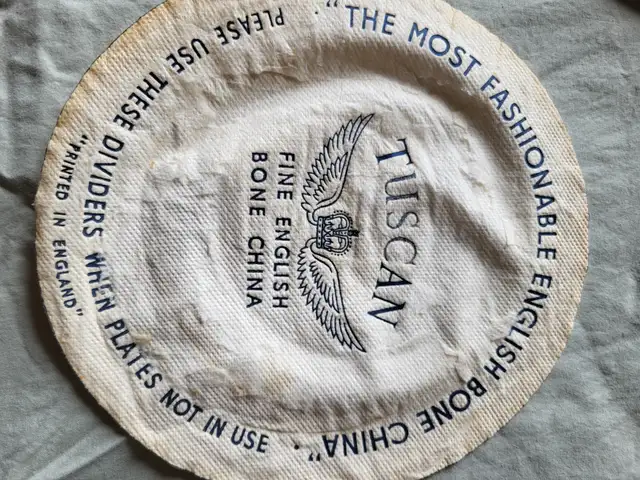 "THE MOST FASHIONABLE ENGLISH BONE CHINA".
TUSCAN
FINE ENGLISH
BONE CHINA
PLEASE USE THESE DIVIDERS WHEN PLATES NOT IN USE
"PRINTED IN ENGLAND"